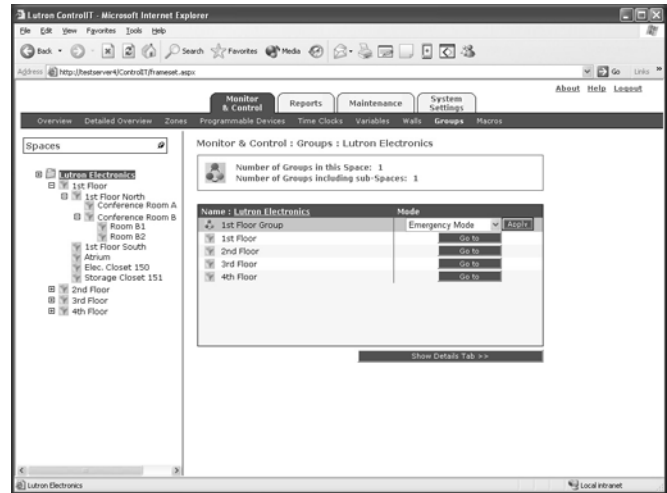 Lutron ControlIT - Microsoft Internet Explorer
File Edit View Favorites Tools Help
Back Search Favorites Media
Address http://testserver4/ControlIT/frameset.aspx Go Links »
About Help Logout
Monitor & Control Reports Maintenance System Settings
Overview Detailed Overview Zones Programmable Devices Time Clocks Variables Walls Groups Macros
Spaces
Monitor & Control : Groups : Lutron Electronics
Lutron Electronics
1st Floor
1st Floor North
Conference Room A
Conference Room B
Room B1
Room B2
1st Floor South
Atrium
Elec. Closet 150
Storage Closet 151
2nd Floor
3rd Floor
4th Floor
Number of Groups in this Space: 1
Number of Groups including sub-Spaces: 1
Name : Lutron Electronics Mode
1st Floor Group Emergency Mode Apply
1st Floor Go to
2nd Floor Go to
3rd Floor Go to
4th Floor Go to
Show Details Tab >>
Lutron Electronics Local intranet